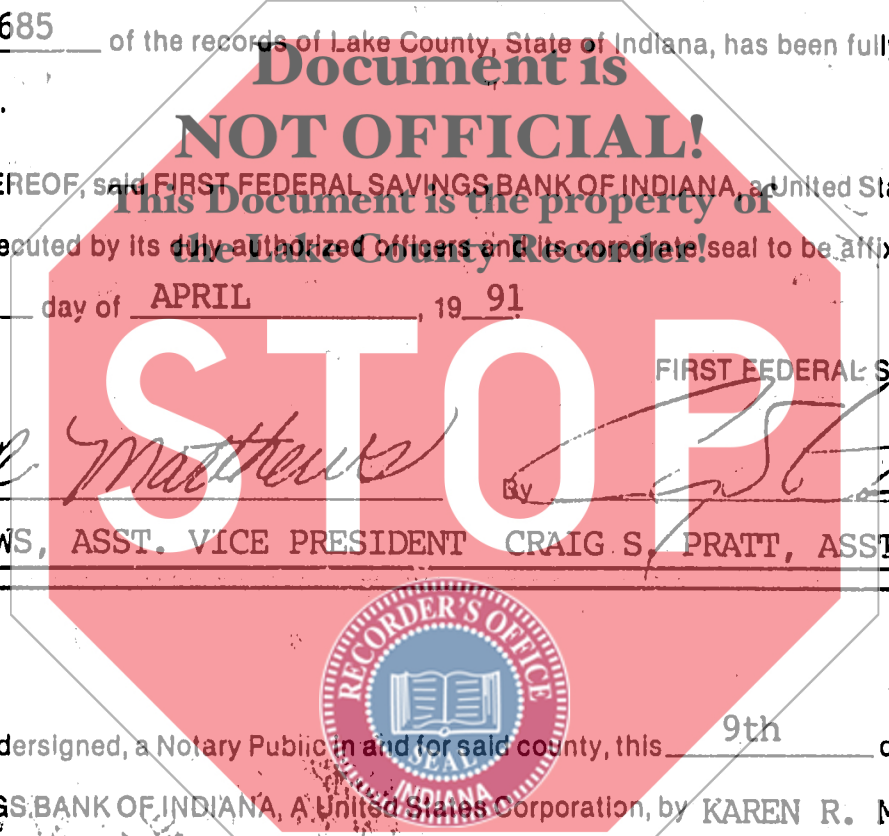 685 of the records of Lake County, State of Indiana, has been full
Document is
NOT OFFICIAL!
EREOF, said FIRST FEDERAL SAVINGS BANK OF INDIANA, a United Sta
This Document is the property of
ecuted by its duly authorized officers and its corporate seal to be affix
the Lake County Recorder!
day of APRIL, 19 91
STOP
FIRST FEDERAL S
Matthews
By
WS, ASST. VICE PRESIDENT CRAIG S. PRATT, ASST
RECORDER'S OFFICE
SEAL
INDIANA
dersigned, a Notary Public in and for said county, this 9th
GS BANK OF INDIANA, A United States Corporation, by KAREN R. M